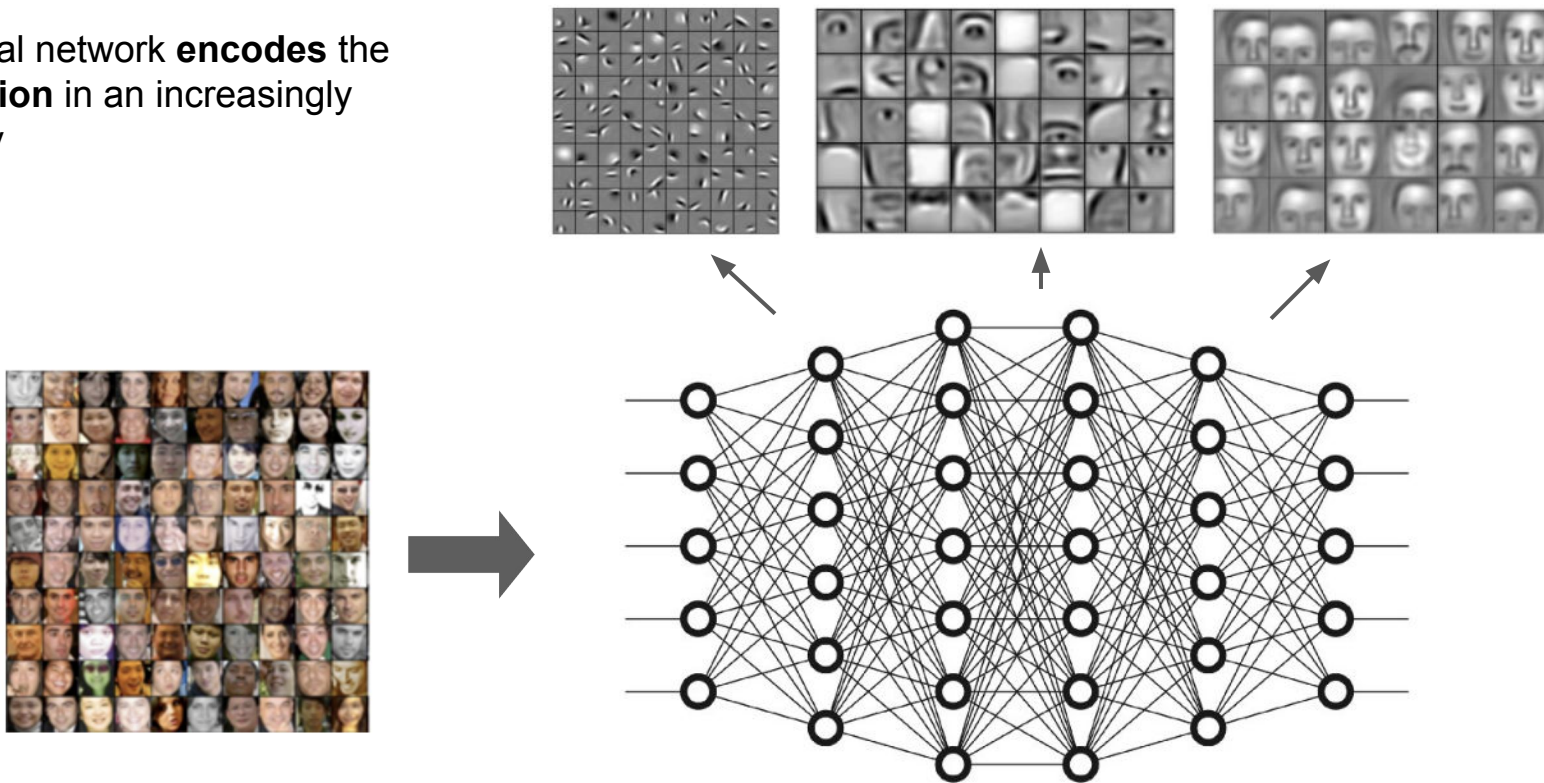 al network encodes the
ion in an increasingly
y